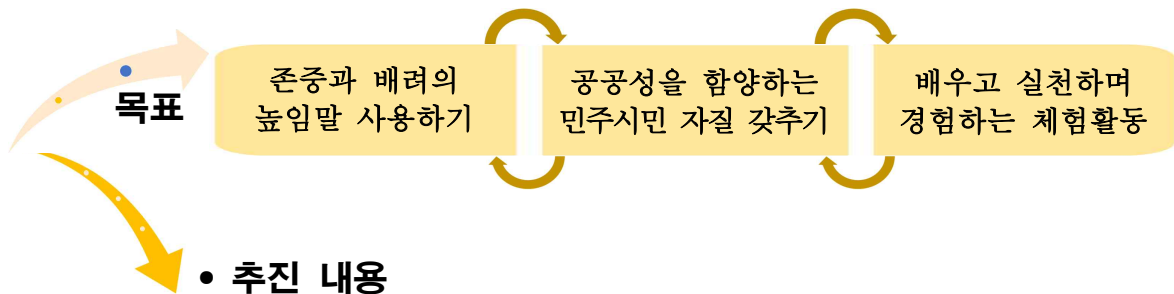 목표
존중과 배려의
높임말 사용하기
공공성을 함양하는
민주시민 자질 갖추기
배우고 실천하며
경험하는 체험활동
• 추진 내용